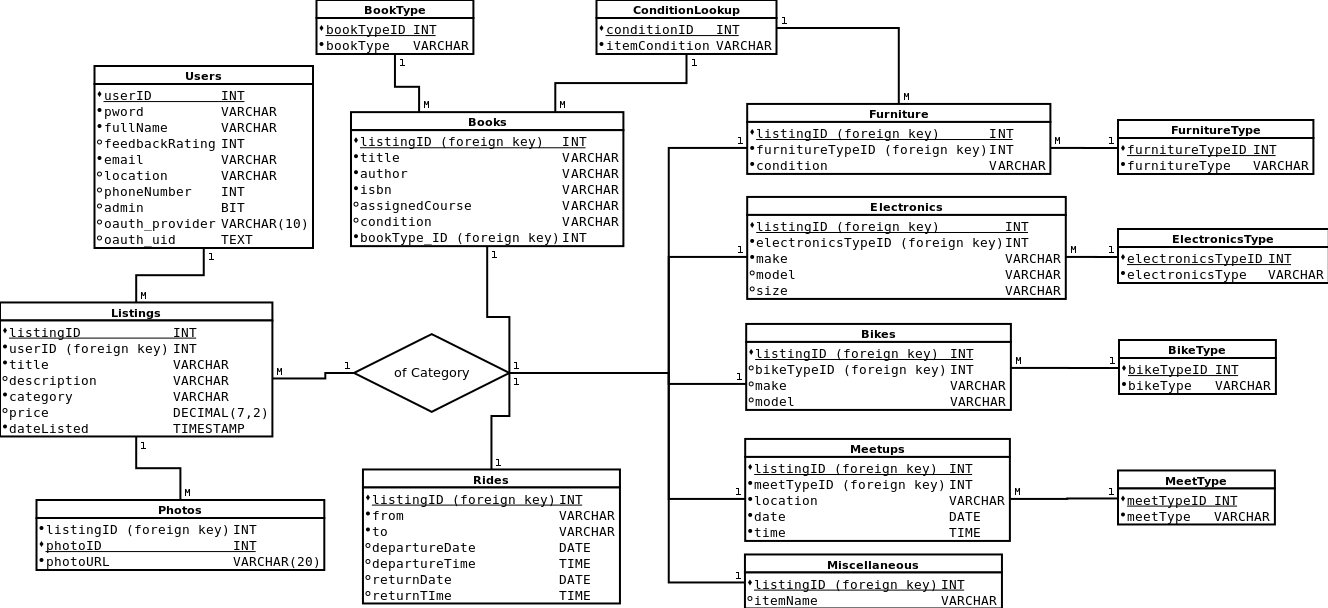 BookType
bookTypeID INT
bookType VARCHAR
ConditionLookup
conditionID INT
itemCondition VARCHAR
1
1
1
M
M
M
Users
userID INT
pword VARCHAR
fullName VARCHAR
feedbackRating INT
email VARCHAR
location VARCHAR
phoneNumber INT
admin BIT
oauth_provider VARCHAR(10)
oauth_uid TEXT
1
M
Books
listingID (foreign key) INT
title VARCHAR
author VARCHAR
isbn VARCHAR
assignedCourse VARCHAR
condition VARCHAR
bookType_ID (foreign key) INT
1
Furniture
listingID (foreign key) INT
furnitureTypeID (foreign key) INT
condition VARCHAR
1
M
1
FurnitureType
furnitureTypeID INT
furnitureType VARCHAR
Electronics
listingID (foreign key) INT
electronicsTypeID (foreign key) INT
make VARCHAR
model VARCHAR
size VARCHAR
1
M
1
ElectronicsType
electronicsTypeID INT
electronicsType VARCHAR
Listings
listingID INT
userID (foreign key) INT
title VARCHAR
description VARCHAR
category VARCHAR
price DECIMAL(7,2)
dateListed TIMESTAMP
M
1
of Category
1
1
1
M
Bikes
listingID (foreign key) INT
bikeTypeID (foreign key) INT
make VARCHAR
model VARCHAR
1
M
1
BikeType
bikeTypeID INT
bikeType VARCHAR
Photos
listingID (foreign key) INT
photoID INT
photoURL VARCHAR(20)
1
Rides
listingID (foreign key) INT
from VARCHAR
to VARCHAR
departureDate DATE
departureTime TIME
returnDate DATE
returnTIme TIME
Meetups
listingID (foreign key) INT
meetTypeID (foreign key) INT
location VARCHAR
date DATE
time TIME
1
M
1
MeetType
meetTypeID INT
meetType VARCHAR
1
Miscellaneous
listingID (foreign key) INT
itemName VARCHAR